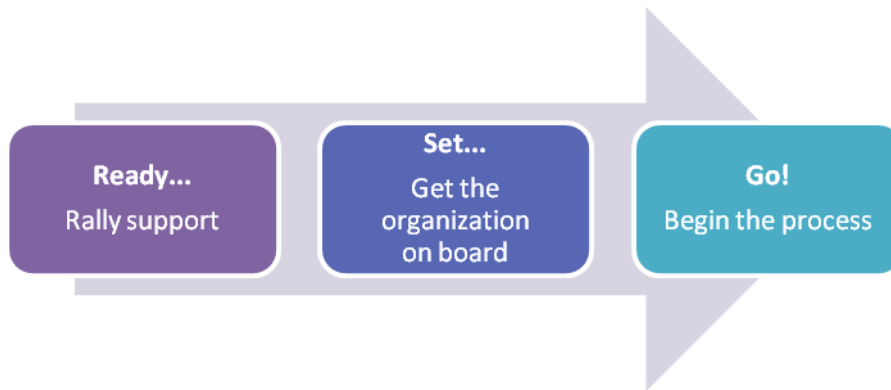 Ready...
Rally support
Set...
Get the
organization
on board
Go!
Begin the process